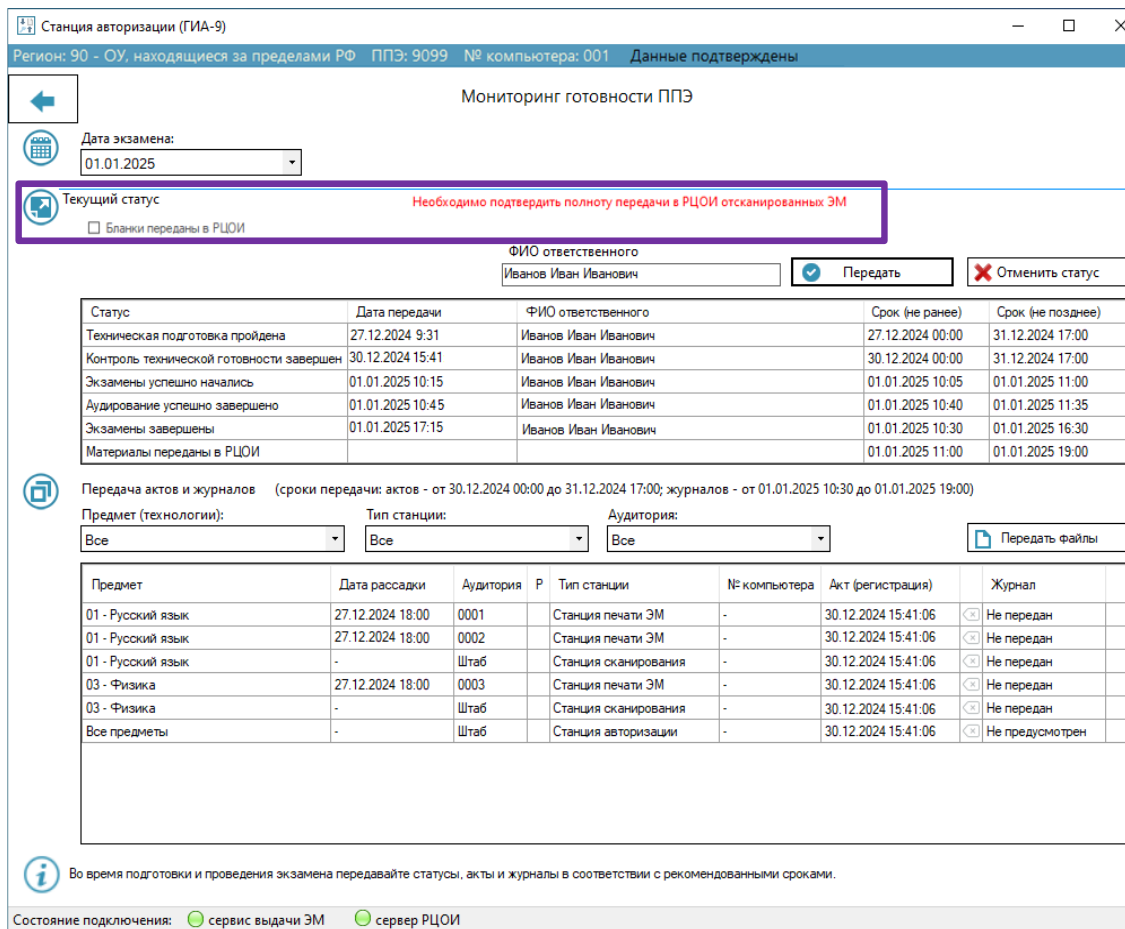 Станция авторизации (ГИА-9)
Регион: 90 - ОУ, находящиеся за пределами РФ ППЭ: 9099 № компьютера: 001 Данные подтверждены
Мониторинг готовности ППЭ
Дата экзамена:
01.01.2025
Текущий статус Необходимо подтвердить полноту передачи в РЦОИ отсканированных ЭМ
Бланки переданы в РЦОИ
ФИО ответственного
Иванов Иван Иванович Передать Отменить статус
Статус Дата передачи ФИО ответственного Срок (не ранее) Срок (не позднее)
Техническая подготовка пройдена 27.12.2024 9:31 Иванов Иван Иванович 27.12.2024 00:00 31.12.2024 17:00
Контроль технической готовности завершен 30.12.2024 15:41 Иванов Иван Иванович 30.12.2024 00:00 31.12.2024 17:00
Экзамены успешно начались 01.01.2025 10:15 Иванов Иван Иванович 01.01.2025 10:05 01.01.2025 11:00
Аудирование успешно завершено 01.01.2025 10:45 Иванов Иван Иванович 01.01.2025 10:40 01.01.2025 11:35
Экзамены завершены 01.01.2025 17:15 Иванов Иван Иванович 01.01.2025 10:30 01.01.2025 16:30
Материалы переданы в РЦОИ 01.01.2025 11:00 01.01.2025 19:00
Передача актов и журналов (сроки передачи: актов - от 30.12.2024 00:00 до 31.12.2024 17:00; журналов - от 01.01.2025 10:30 до 01.01.2025 19:00)
Предмет (технологии): Тип станции: Аудитория:
Все Все Все Передать файлы
Предмет Дата рассадки Аудитория Р Тип станции № компьютера Акт (регистрация) Журнал
01 - Русский язык 27.12.2024 18:00 0001 Станция печати ЭМ - 30.12.2024 15:41:06 Не передан
01 - Русский язык 27.12.2024 18:00 0002 Станция печати ЭМ - 30.12.2024 15:41:06 Не передан
01 - Русский язык - Штаб Станция сканирования - 30.12.2024 15:41:06 Не передан
03 - Физика 27.12.2024 18:00 0003 Станция печати ЭМ - 30.12.2024 15:41:06 Не передан
03 - Физика - Штаб Станция сканирования - 30.12.2024 15:41:06 Не передан
Все предметы - Штаб Станция авторизации - 30.12.2024 15:41:06 Не предусмотрен
Во время подготовки и проведения экзамена передавайте статусы, акты и журналы в соответствии с рекомендованными сроками.
Состояние подключения: сервис выдачи ЭМ сервер РЦОИ